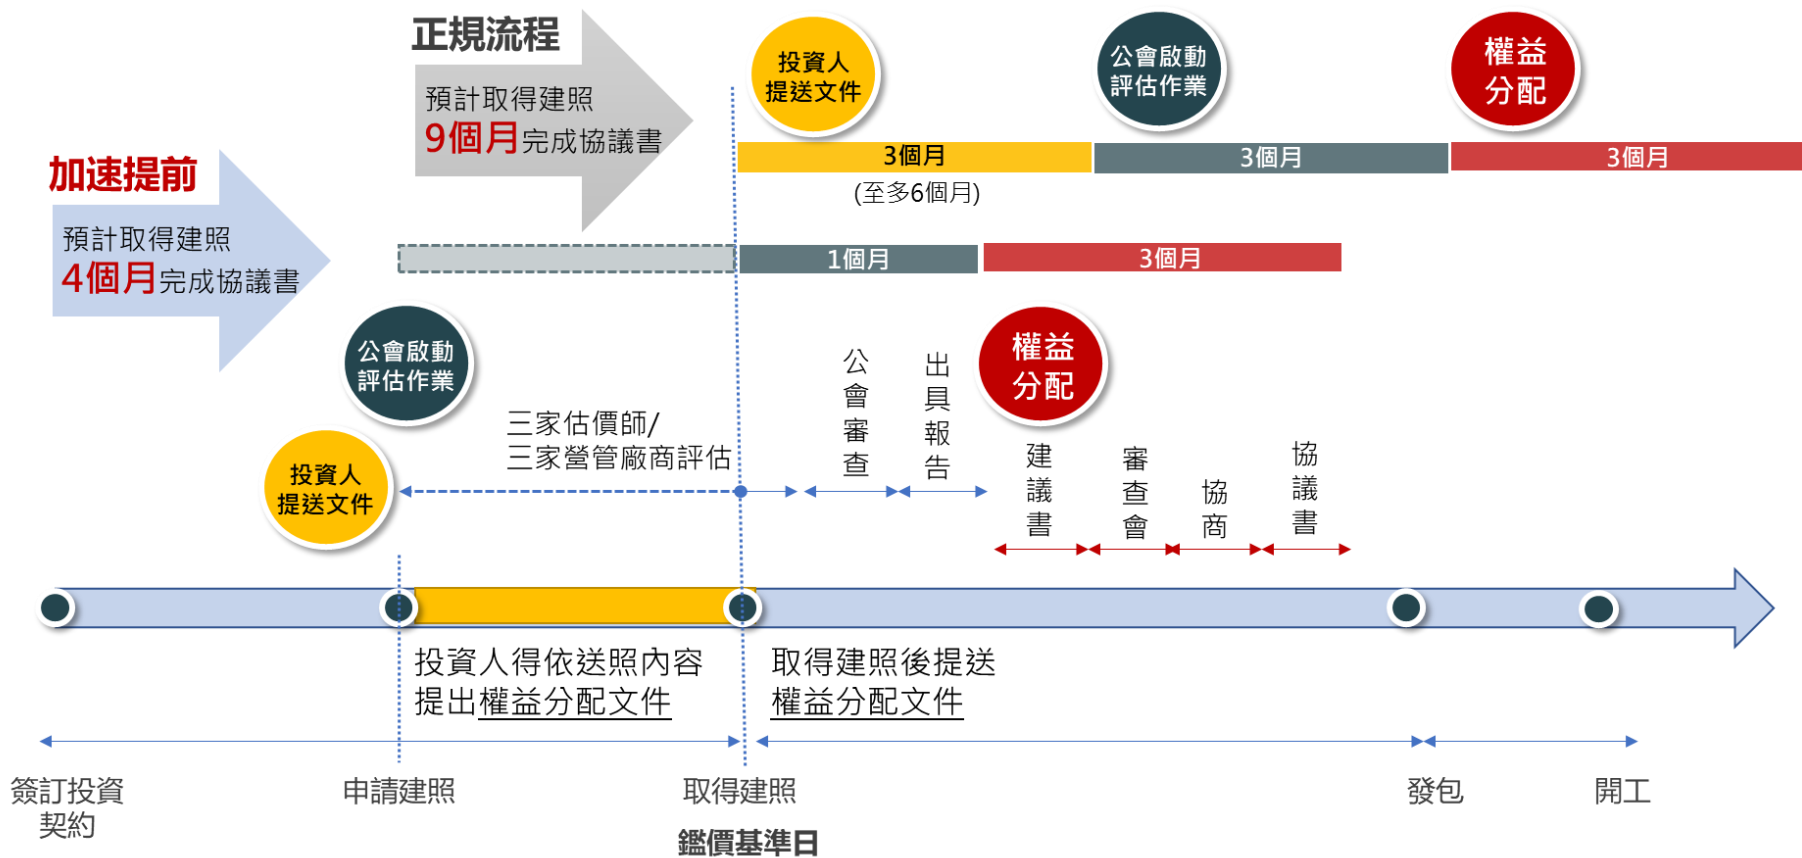 正規流程
預計取得建照
9個月完成協議書
投資人
提送文件
公會啟動
評估作業
權益
分配
3個月
3個月
3個月
(至多6個月)
加速提前
預計取得建照
4個月完成協議書
1個月
3個月
公會啟動
評估作業
投資人
提送文件
三家估價師/
三家營管廠商評估
公會審查
出具報告
權益
分配
建議書
審查會
協商
協議書
投資人得依送照內容
提出權益分配文件
取得建照後提送
權益分配文件
簽訂投資
契約
申請建照
取得建照
鑑價基準日
發包
開工